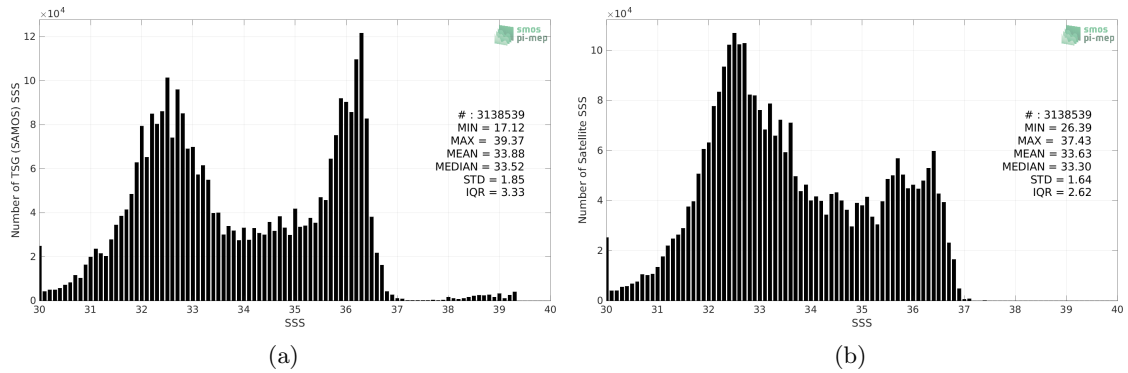 ×10⁴
smos
pi-mep
12
10
8
6
4
2
0
Number of TSG (SAMOS) SSS
# : 3138539
MIN = 17.12
MAX = 39.37
MEAN = 33.88
MEDIAN = 33.52
STD = 1.85
IQR = 3.33
30 31 32 33 34 35 36 37 38 39 40
SSS
(a)
×10⁴
smos
pi-mep
10
8
6
4
2
0
Number of Satellite SSS
# : 3138539
MIN = 26.39
MAX = 37.43
MEAN = 33.63
MEDIAN = 33.30
STD = 1.64
IQR = 2.62
30 31 32 33 34 35 36 37 38 39 40
SSS
(b)